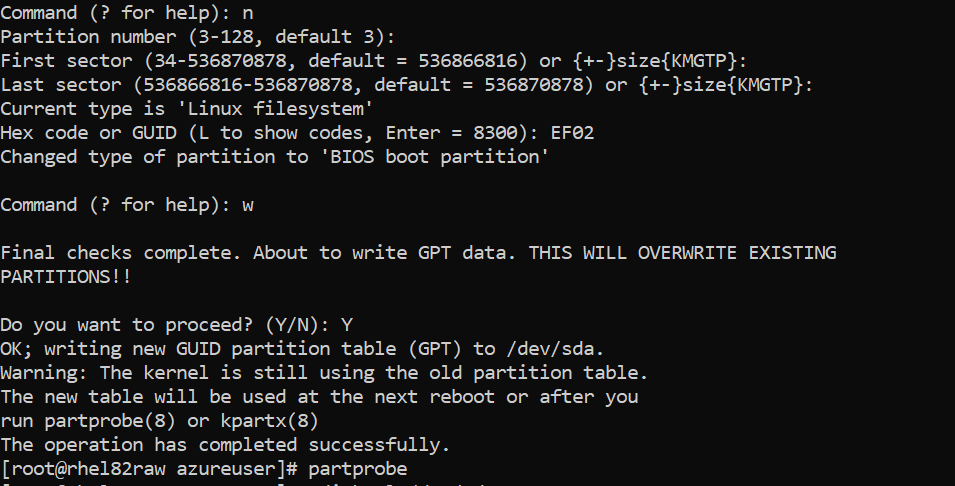 Command (? for help): n
Partition number (3-128, default 3):
First sector (34-536870878, default = 536866816) or {+-}size{KMGTP}:
Last sector (536866816-536870878, default = 536870878) or {+-}size{KMGTP}:
Current type is 'Linux filesystem'
Hex code or GUID (L to show codes, Enter = 8300): EF02
Changed type of partition to 'BIOS boot partition'
Command (? for help): w
Final checks complete. About to write GPT data. THIS WILL OVERWRITE EXISTING
PARTITIONS!!
Do you want to proceed? (Y/N): Y
OK; writing new GUID partition table (GPT) to /dev/sda.
Warning: The kernel is still using the old partition table.
The new table will be used at the next reboot or after you
run partprobe(8) or kpartx(8)
The operation has completed successfully.
[root@rhel82raw azureuser]# partprobe